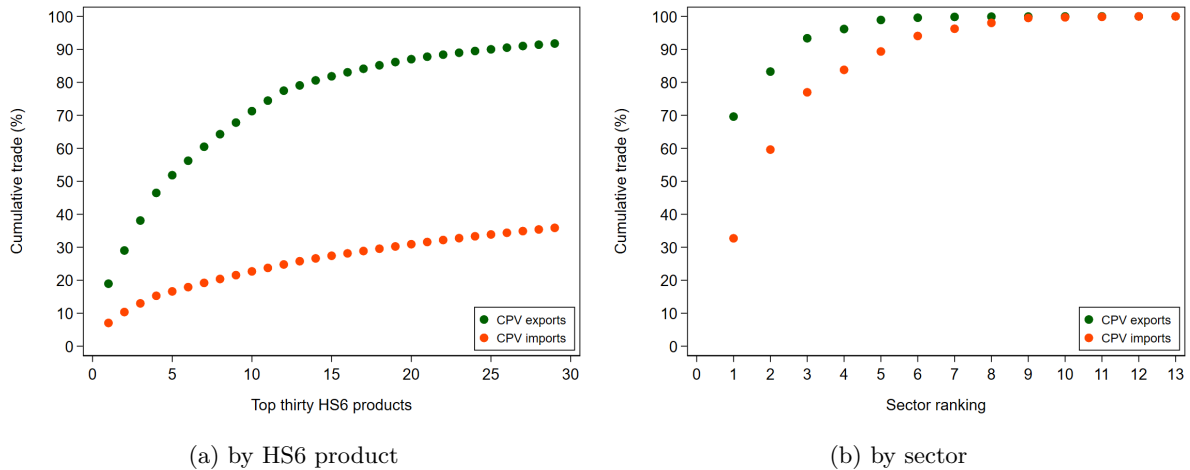 Cumulative trade (%)
100
90
80
70
60
50
40
30
20
10
0
CPV exports
CPV imports
0 5 10 15 20 25 30
Top thirty HS6 products
(a) by HS6 product
Cumulative trade (%)
100
90
80
70
60
50
40
30
20
10
0
CPV exports
CPV imports
0 1 2 3 4 5 6 7 8 9 10 11 12 13
Sector ranking
(b) by sector